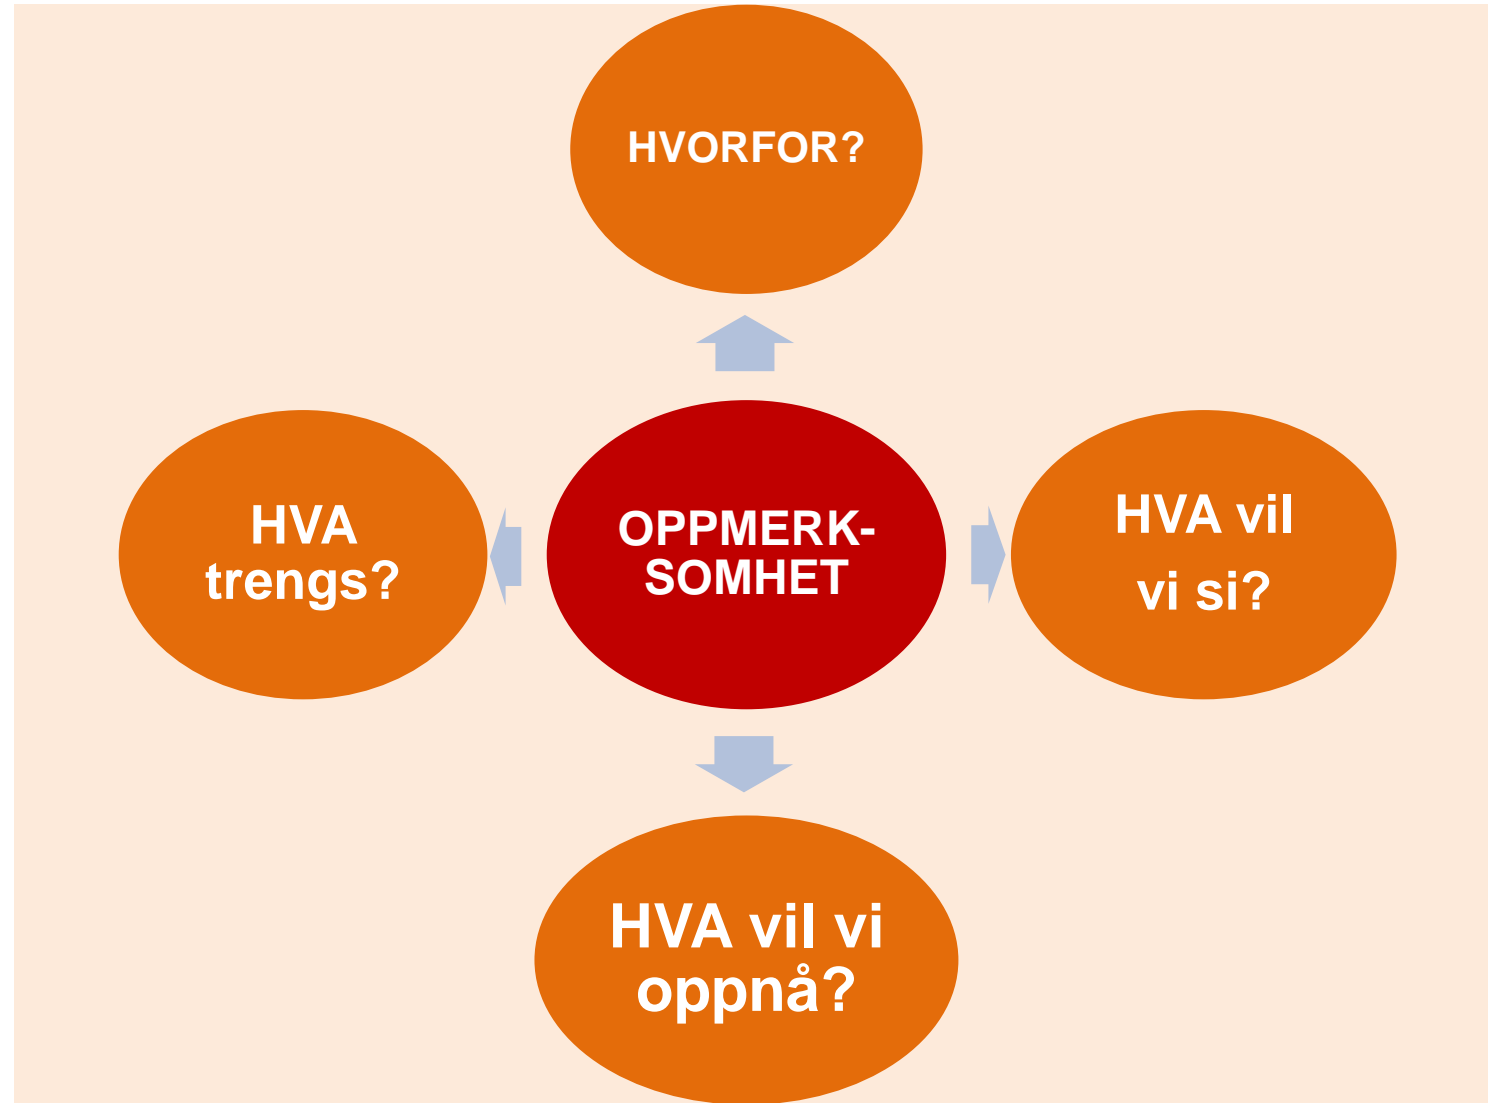 HVORFOR?
HVA
trengs?
OPPMERK-
SOMHET
HVA vil
vi si?
HVA vil vi
oppnå?